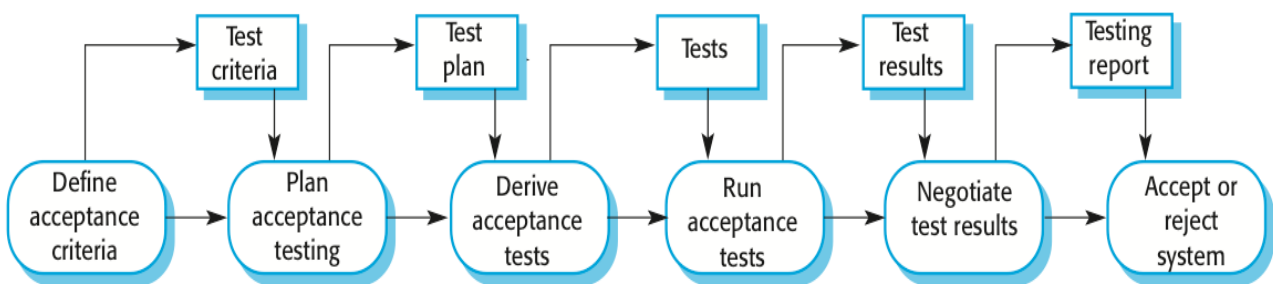 Test
criteria
Test
plan
Tests
Test
results
Testing
report
Define
acceptance
criteria
Plan
acceptance
testing
Derive
acceptance
tests
Run
acceptance
tests
Negotiate
test results
Accept or
reject
system